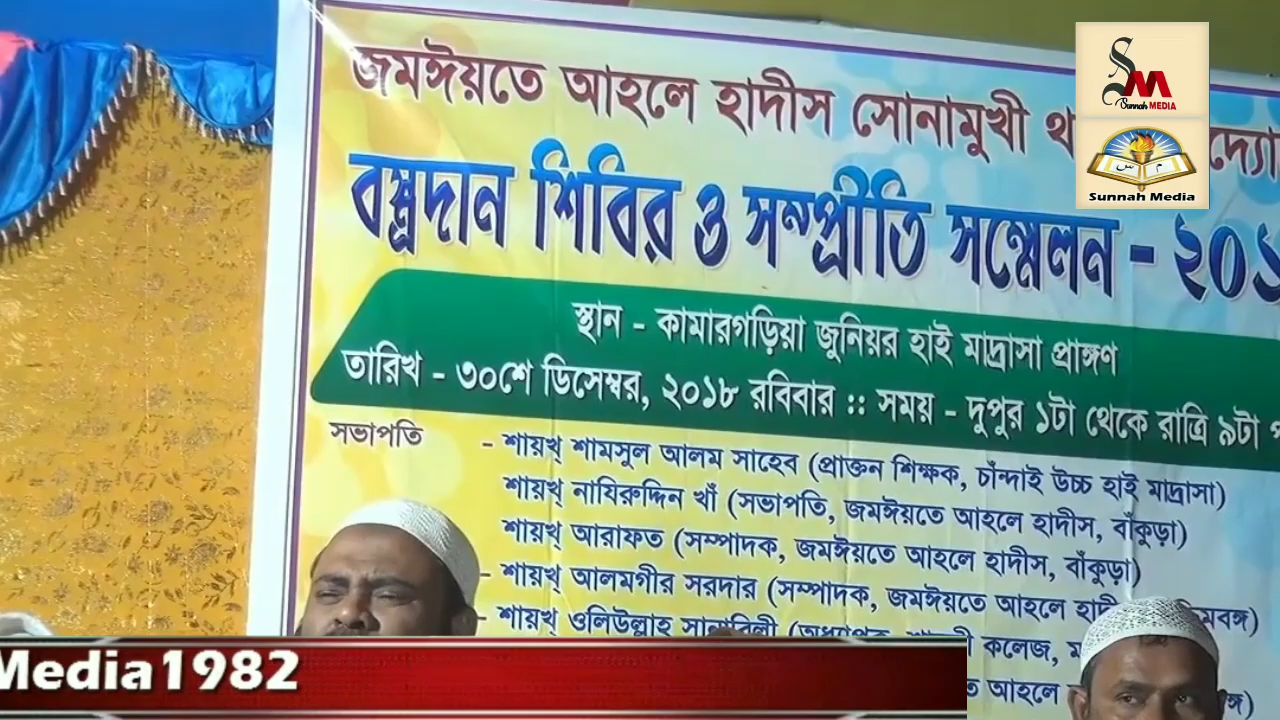 জমঈয়তে আহলে হাদীস সোনামুখী
বস্ত্রদান শিবির ও সম্প্রীতি সম্মেলন - ২০১
স্থান - কামারগড়িয়া জুনিয়র হাই মাদ্রাসা প্রাঙ্গণ
তারিখ - ৩০শে ডিসেম্বর, ২০১৮ রবিবার :: সময় - দুপুর ১টা থেকে রাত্রি ৯টা
সভাপতি - শায়খ্ শামসুল আলম সাহেব (প্রাক্তন শিক্ষক, চাঁন্দাই উচ্চ হাই মাদ্রাসা)
শায়খ্ নাযিরুদ্দিন খাঁ (সভাপতি, জমঈয়তে আহলে হাদীস, বাঁকুড়া)
শায়খ্ আরাফত (সম্পাদক, জমঈয়তে আহলে হাদীস, বাঁকুড়া)
- শায়খ্ আলমগীর সরদার (সম্পাদক, জমঈয়তে আহলে
- শায়খ্ ওলিউল্লাহ কলেজ,
আহলে
SM
Sunnah MEDIA
Sunnah Media
Media1982